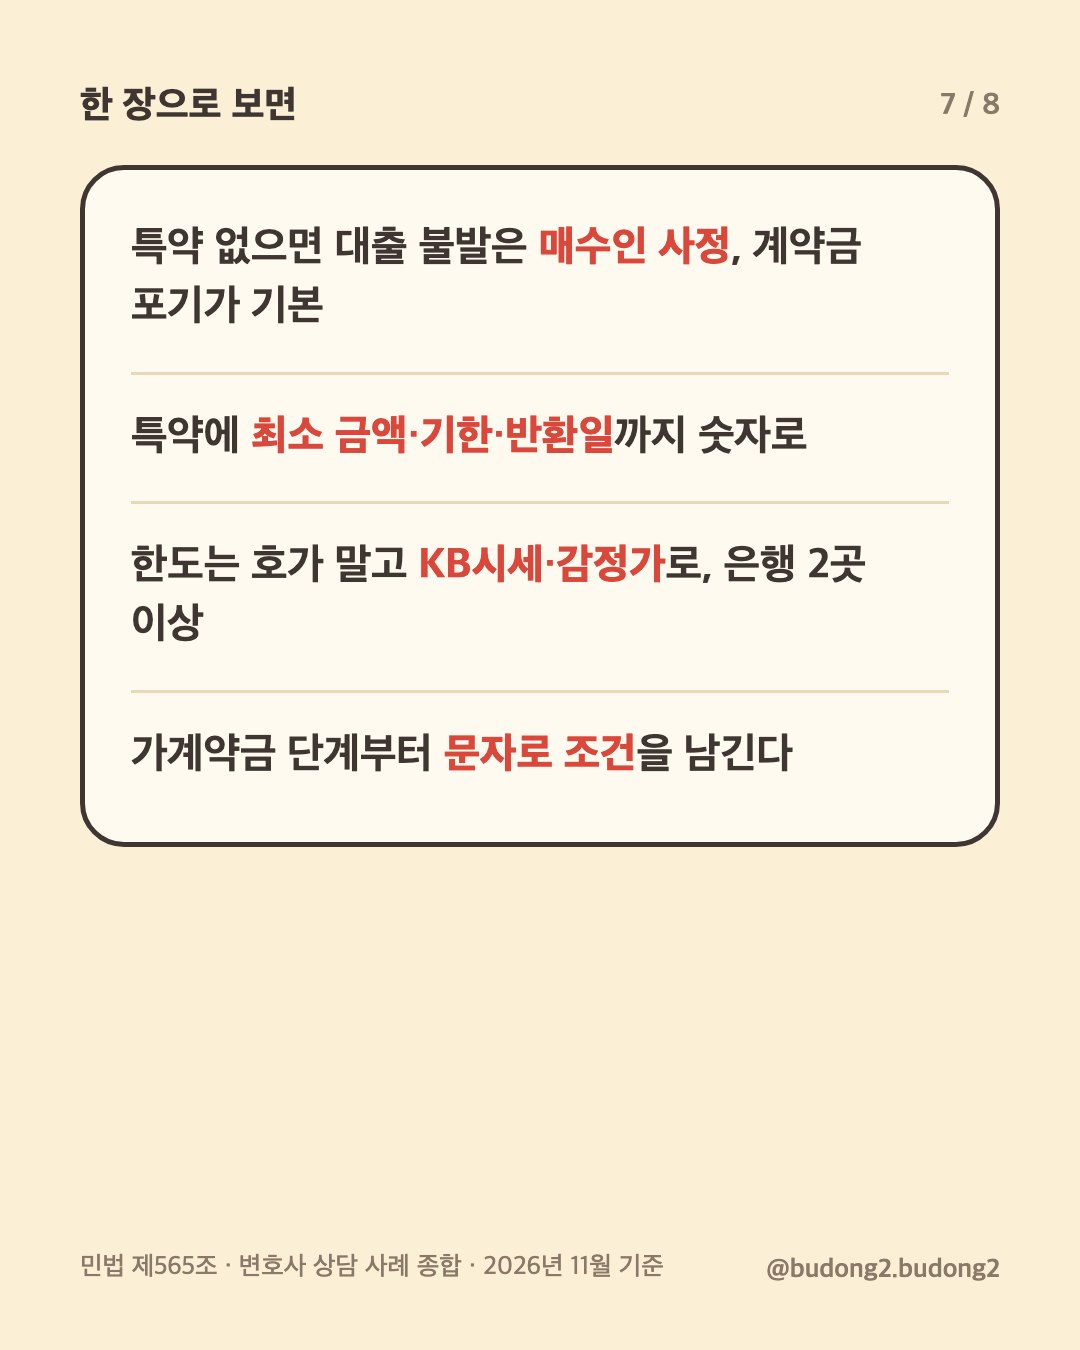 한 장으로 보면
7 / 8
특약 없으면 대출 불발은 매수인 사정, 계약금
포기가 기본
특약에 최소 금액·기한·반환일까지 숫자로
한도는 호가 말고 KB시세·감정가로, 은행 2곳
이상
가계약금 단계부터 문자로 조건을 남긴다
민법 제565조 · 변호사 상담 사례 종합 · 2026년 11월 기준
@budong2.budong2